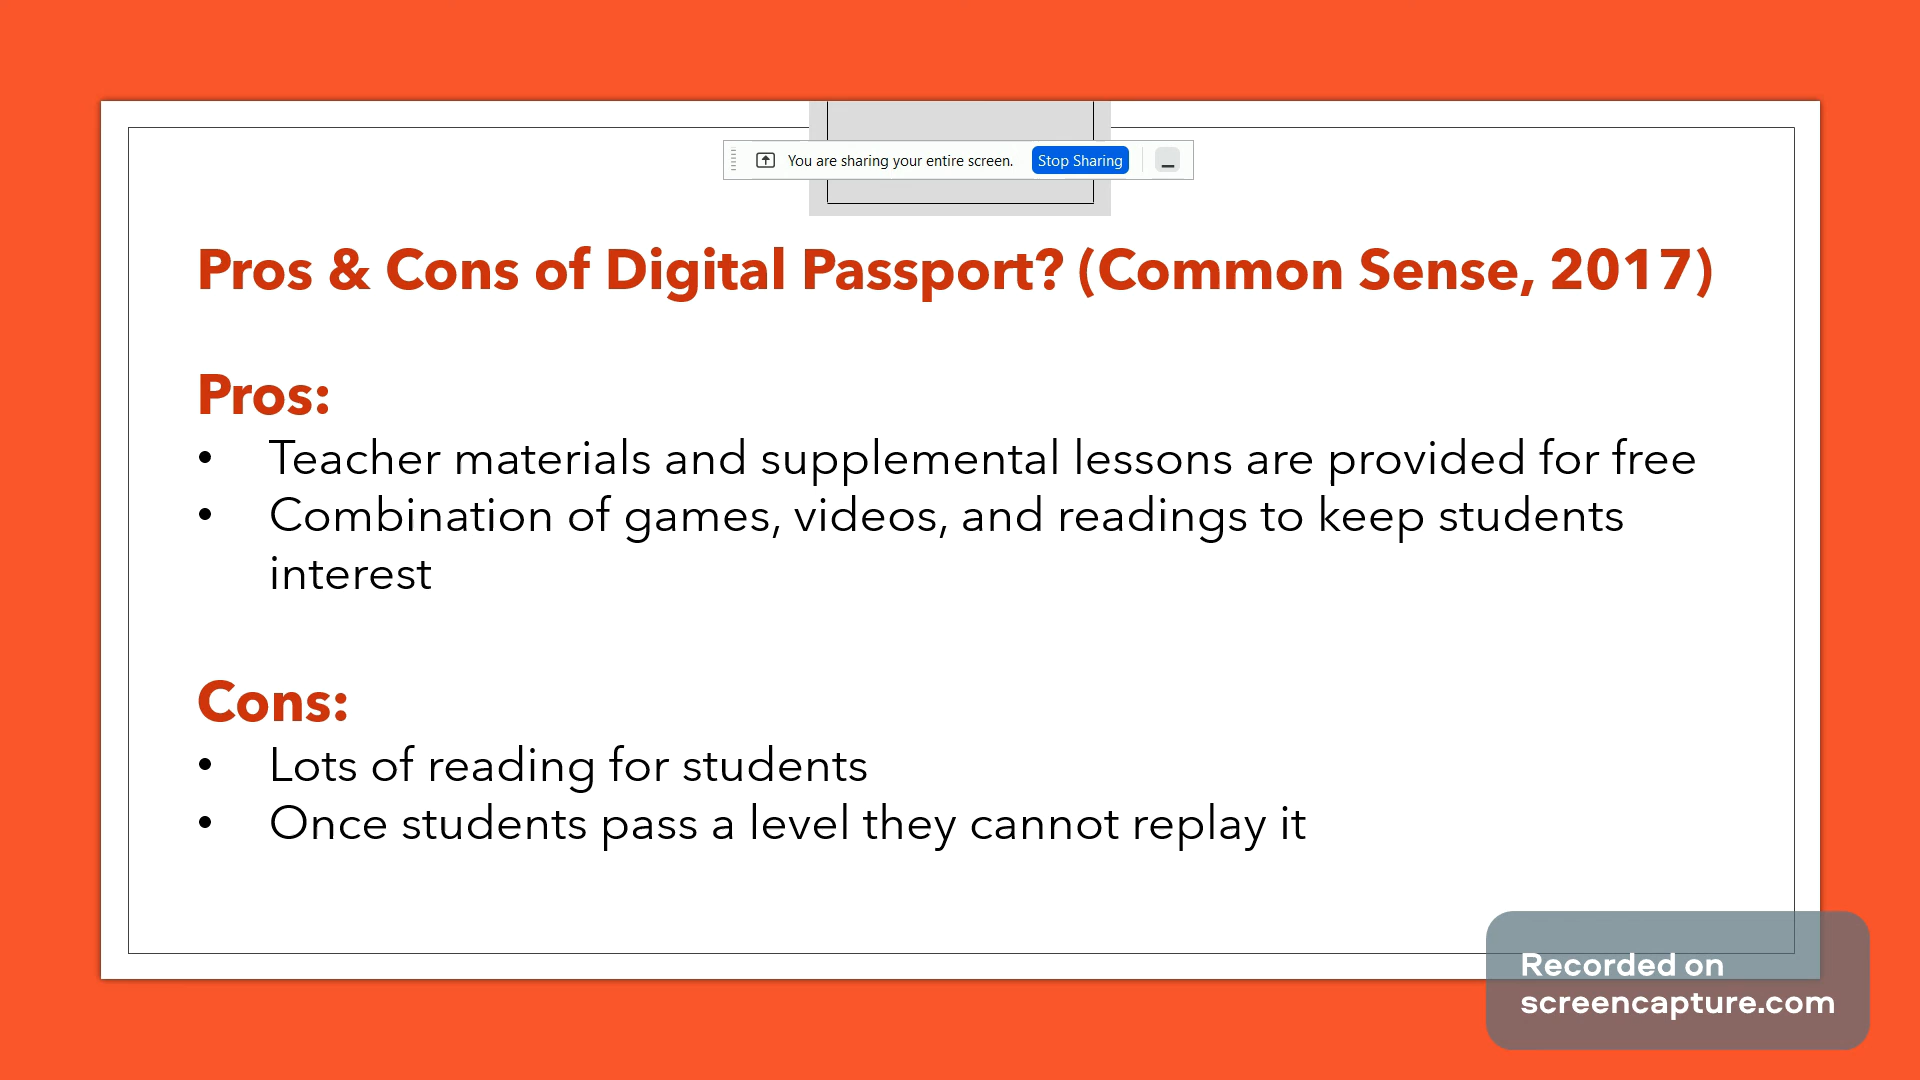 You are sharing your entire screen. Stop Sharing
Pros & Cons of Digital Passport? (Common Sense, 2017)
Pros:
• Teacher materials and supplemental lessons are provided for free
• Combination of games, videos, and readings to keep students
interest
Cons:
• Lots of reading for students
• Once students pass a level they cannot replay it
Recorded on
screencapture.com